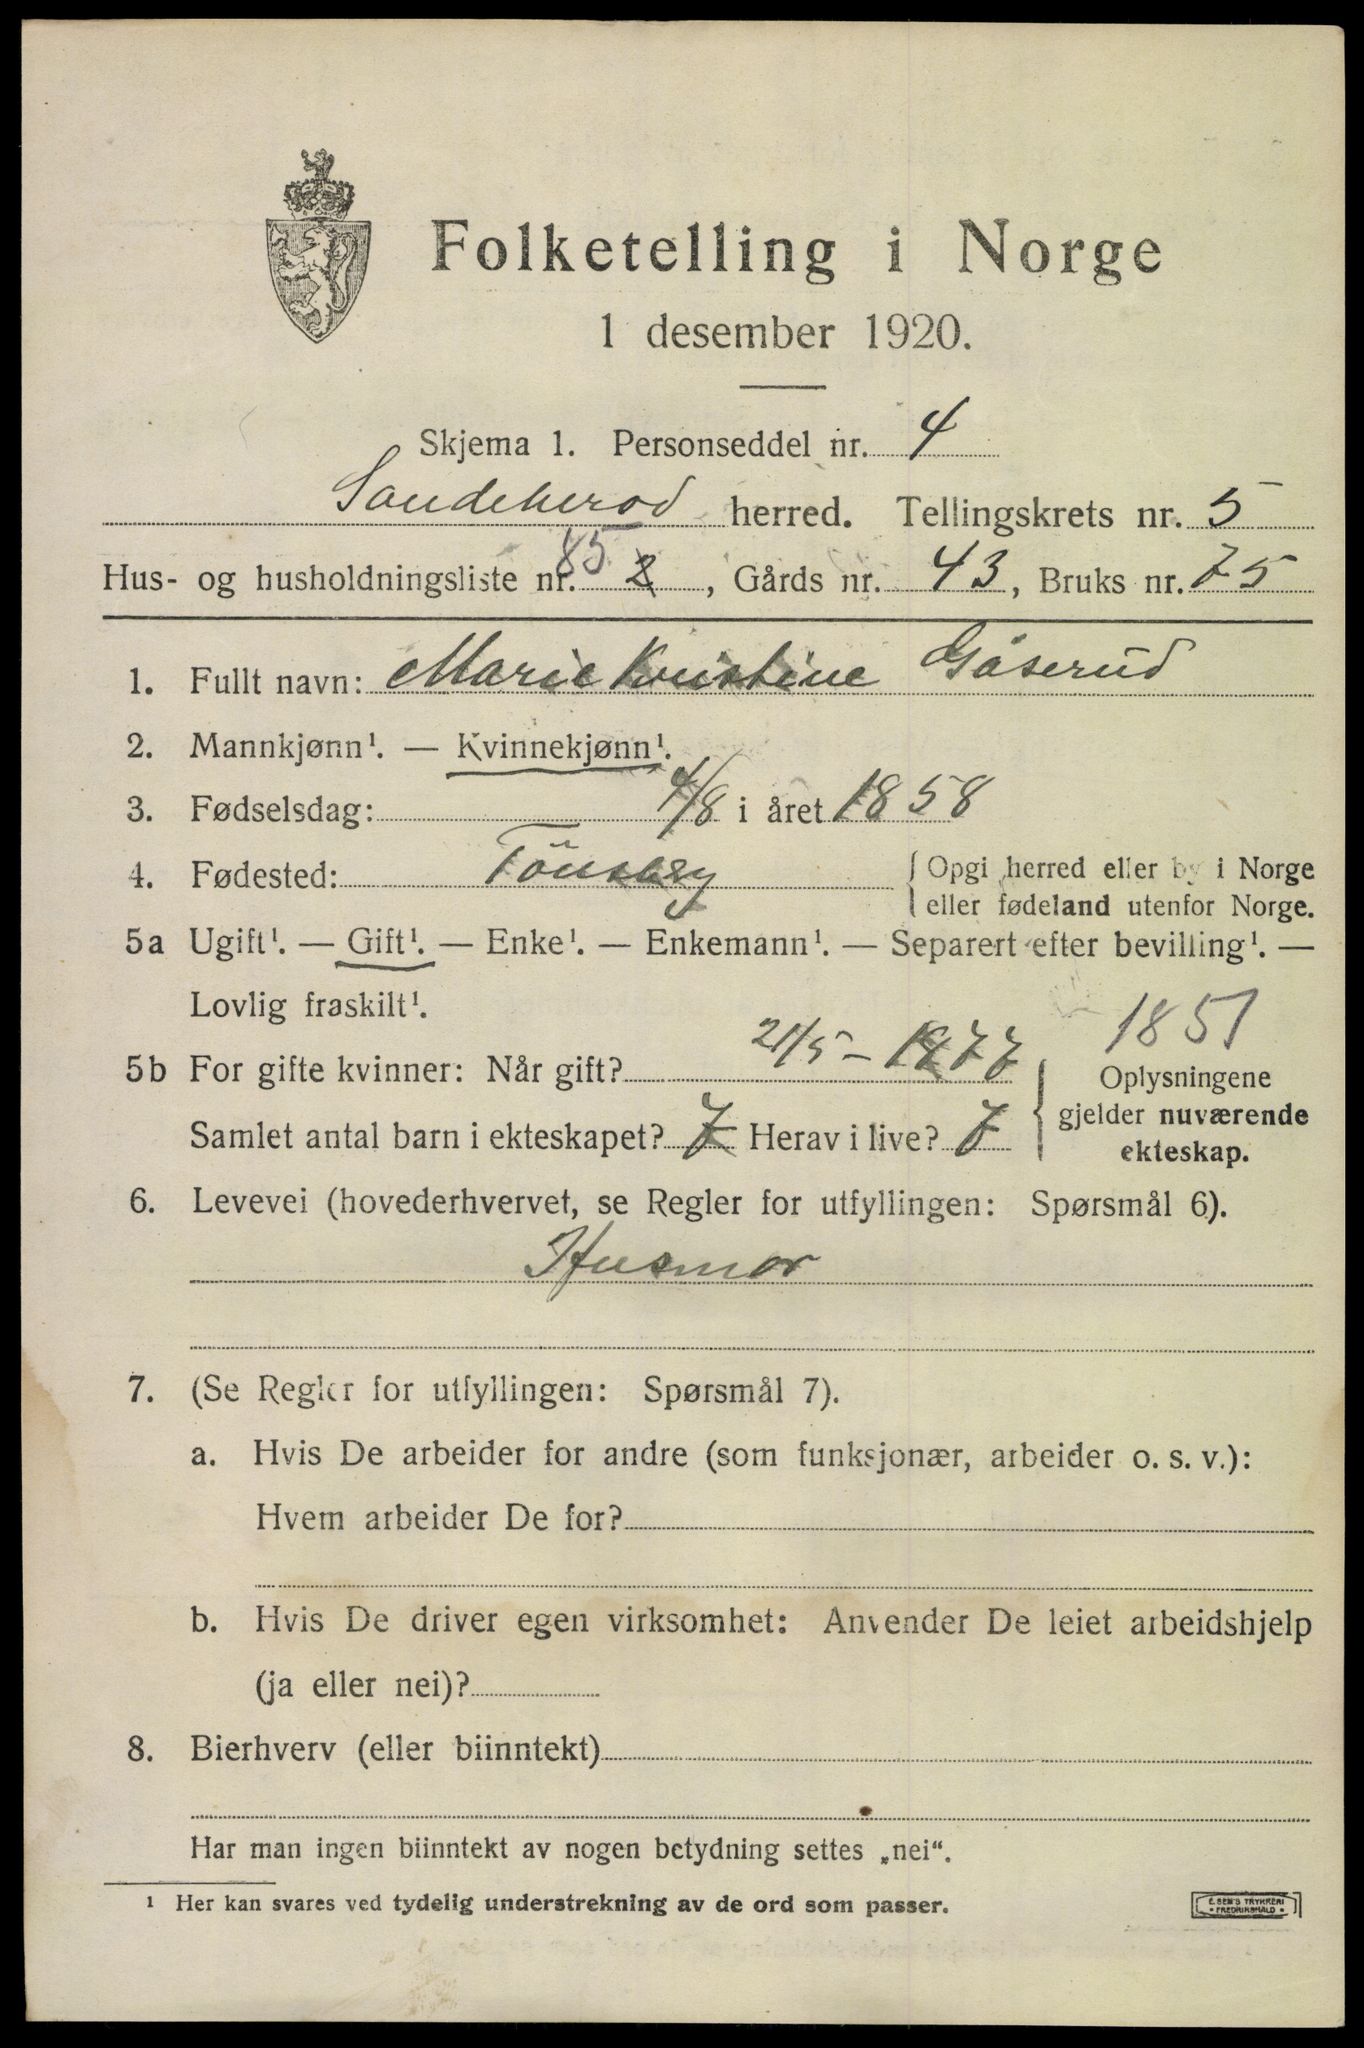 Folketelling i Norge
1 desember 1920.
Skjema 1. Personseddel nr. 4
Sandeherod herred. Tellingskrets nr. 5
Hus- og husholdningsliste nr. 85 2, Gårds nr. 43, Bruks nr. 75
1. Fullt navn: Marie Kristine Gåserud
2. Mannkjønn¹. — Kvinnekjønn¹.
3. Fødselsdag: 4/8 i året 1858
4. Fødested: Tönsberg { Opgi herred eller by i Norge
eller fødeland utenfor Norge.
5a Ugift¹. — Gift¹. — Enke¹. — Enkemann¹. — Separert efter bevilling¹. —
Lovlig fraskilt¹.
1851
5b For gifte kvinner: Når gift? 21/5 - 1877
Samlet antal barn i ekteskapet? 7 Herav i live? 7
Oplysningene
gjelder nuværende
ekteskap.
6. Levevei (hovederhvervet, se Regler for utfyllingen: Spørsmål 6).
Husmor
7. (Se Regler for utfyllingen: Spørsmål 7).
a. Hvis De arbeider for andre (som funksjonær, arbeider o. s. v.):
Hvem arbeider De for?
b. Hvis De driver egen virksomhet: Anvender De leiet arbeidshjelp
(ja eller nei)?
8. Bierhverv (eller biinntekt)
Har man ingen biinntekt av nogen betydning settes „nei“.
¹ Her kan svares ved tydelig understrekning av de ord som passer.
E. SEM'S TRYKKERI
• FREDRIKSHALD •